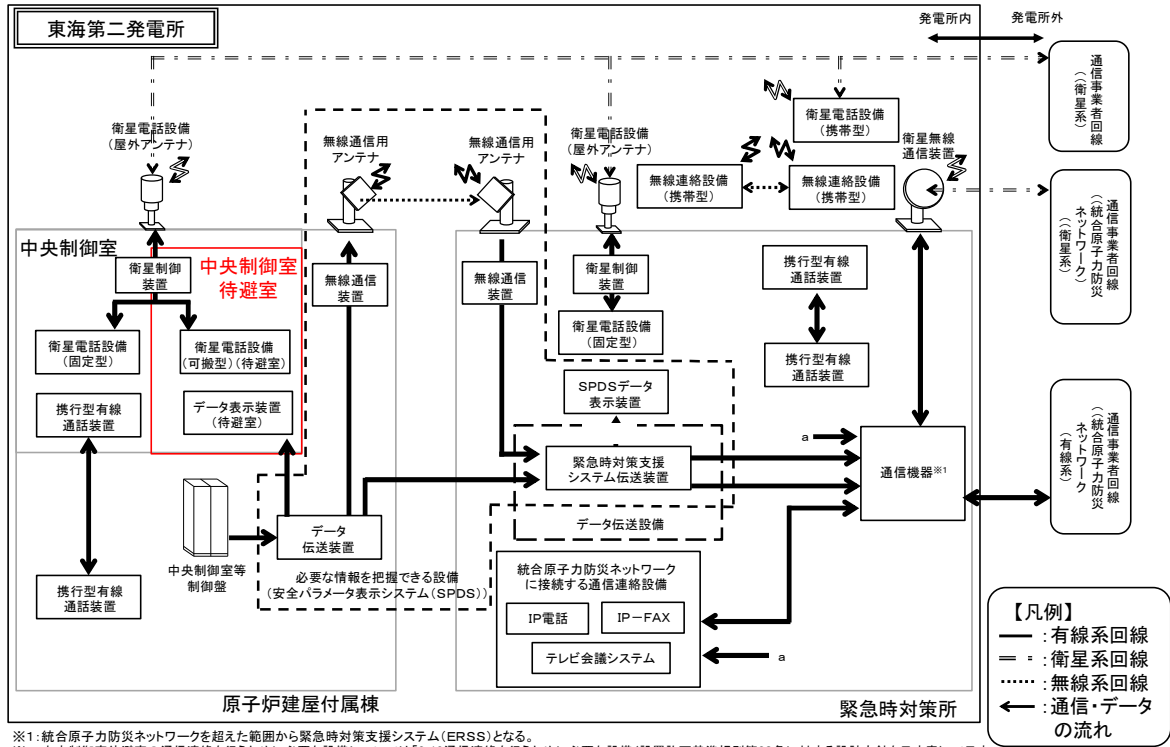 東海第二発電所
発電所内
発電所外
通信事業者回線
(衛星系)
衛星電話設備
(屋外アンテナ)
無線通信用
アンテナ
無線通信用
アンテナ
衛星電話設備
(屋外アンテナ)
衛星電話設備
(携帯型)
無線連絡設備
(携帯型)
無線連絡設備
(携帯型)
衛星無線
通信装置
通信事業者回線
(統合原子力防災
ネットワーク)
(衛星系)
中央制御室
中央制御室
待避室
衛星制御
装置
衛星電話設備
(固定型)
衛星電話設備
(可搬型)(待避室)
データ表示装置
(待避室)
携行型有線
通話装置
携行型有線
通話装置
無線通信
装置
無線通信
装置
衛星制御
装置
衛星電話設備
(固定型)
携行型有線
通話装置
携行型有線
通話装置
SPDSデータ
表示装置
緊急時対策支援
システム伝送装置
データ伝送設備
a
通信機器※1
通信事業者回線
(統合原子力防災
ネットワーク)
(有線系)
中央制御室等
制御盤
データ
伝送装置
必要な情報を把握できる設備
(安全パラメータ表示システム(SPDS))
統合原子力防災ネットワーク
に接続する通信連絡設備
IP電話
IP-FAX
テレビ会議システム
a
原子炉建屋付属棟
緊急時対策所
【凡例】
:有線系回線
:衛星系回線
:無線系回線
:通信・データ
の流れ
※1:統合原子力防災ネットワークを超えた範囲から緊急時対策支援システム(ERSS)となる。